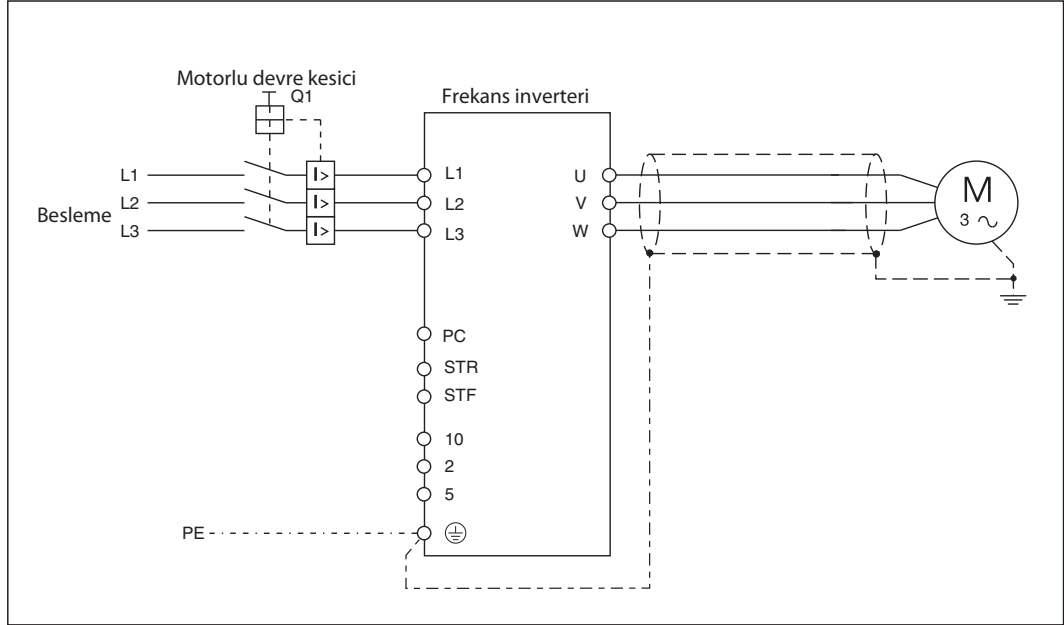 Motorlu devre kesici
Q1
Frekans inverteri
Besleme
L1
L2
L3
I>
I>
I>
L1
L2
L3
U
V
W
M
3 ~
PC
STR
STF
10
2
5
PE